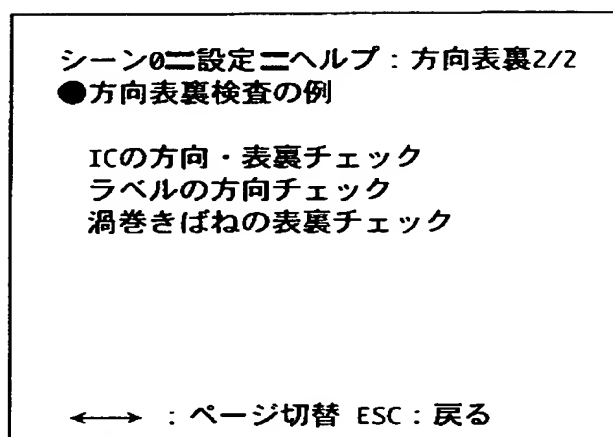 シーン0〓設定〓ヘルプ：方向表裏2/2
●方向表裏検査の例
ICの方向・表裏チェック
ラベルの方向チェック
渦巻きばねの表裏チェック
←→ ：ページ切替 ESC：戻る